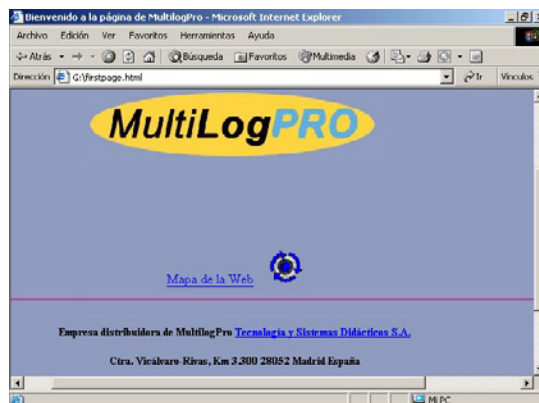 Bienvenido a la página de MultilogPro - Microsoft Internet Explorer
Archivo Edición Ver Favoritos Herramientas Ayuda
Atrás Búsqueda Favoritos Multimedia
Dirección G:\firstpage.html Ir Vínculos
MultiLogPRO
Mapa de la Web
Empresa distribuidora de MultilogPro Tecnología y Sistemas Didácticos S.A.
Ctra. Vicálvaro-Rivas, Km 3.300 28052 Madrid España
Mi PC